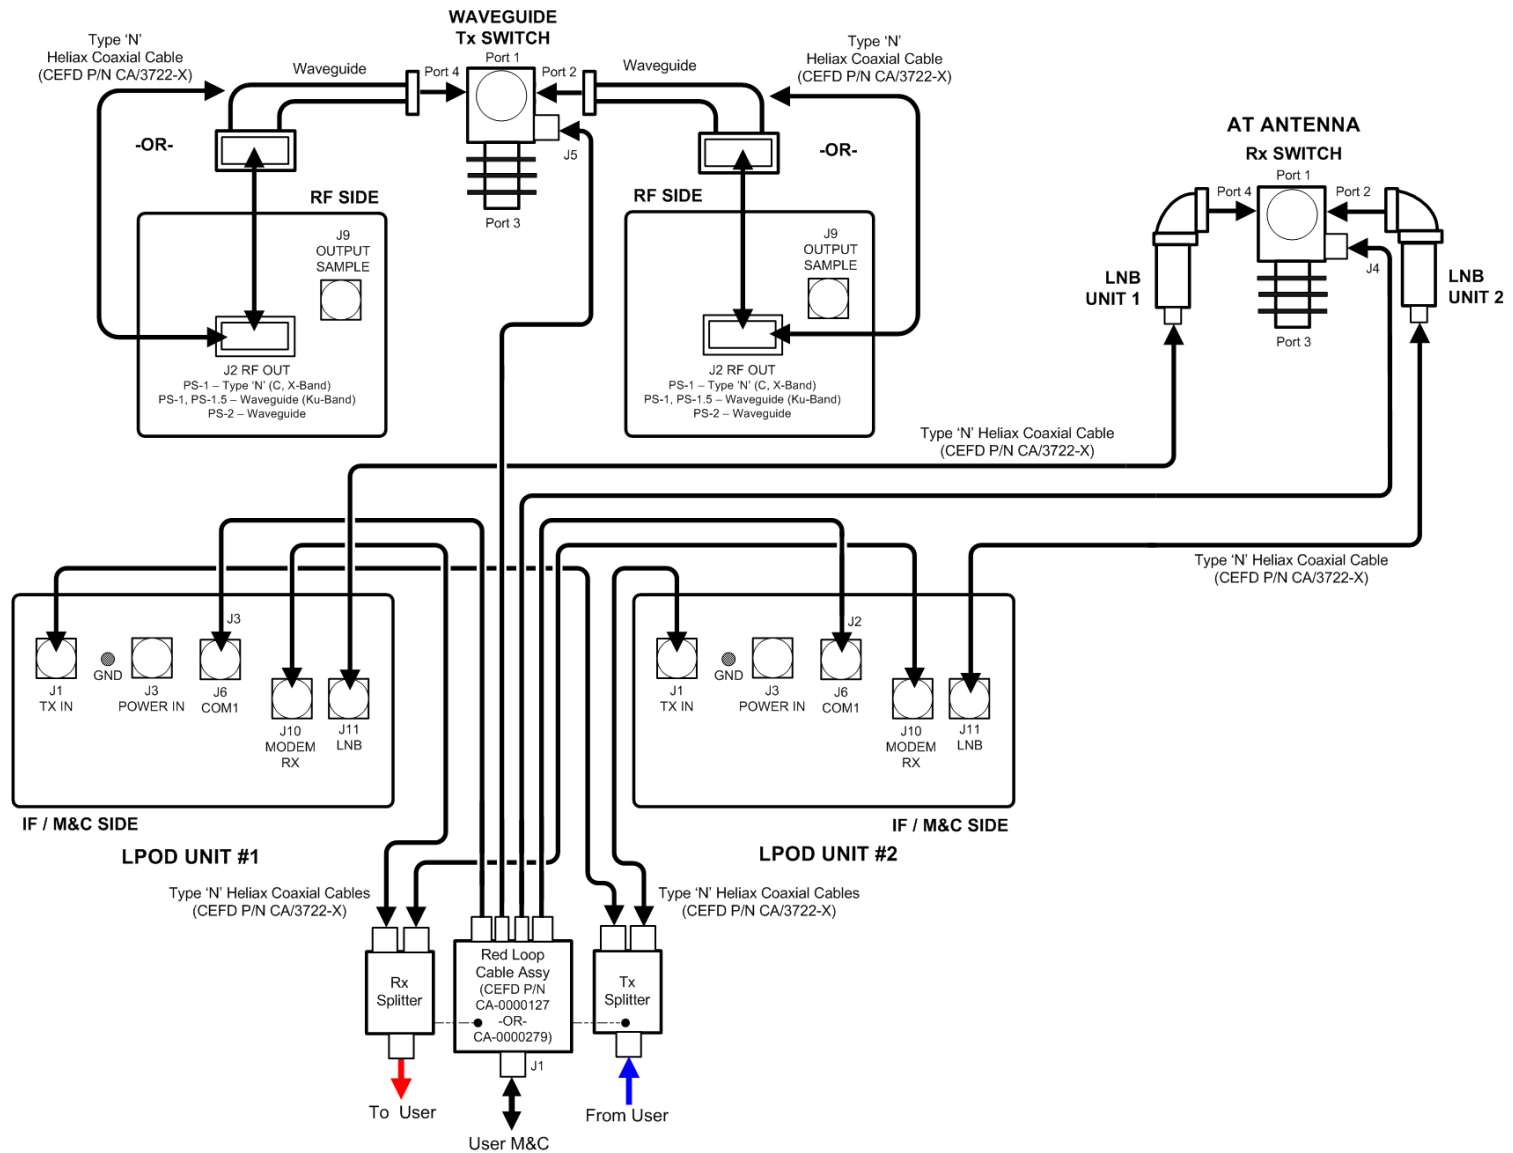 WAVEGUIDE
Tx SWITCH
Port 1
Type ‘N’
Heliax Coaxial Cable
(CEFD P/N CA/3722-X)
Waveguide
Port 4
Port 2
Waveguide
Type ‘N’
Heliax Coaxial Cable
(CEFD P/N CA/3722-X)
-OR-
J5
-OR-
Port 3
RF SIDE
J9
OUTPUT
SAMPLE
J2 RF OUT
PS-1 – Type ‘N’ (C, X-Band)
PS-1, PS-1.5 – Waveguide (Ku-Band)
PS-2 – Waveguide
RF SIDE
J9
OUTPUT
SAMPLE
J2 RF OUT
PS-1 – Type ‘N’ (C, X-Band)
PS-1, PS-1.5 – Waveguide (Ku-Band)
PS-2 – Waveguide
AT ANTENNA
Rx SWITCH
Port 1
Port 4
Port 2
J4
LNB
UNIT 1
LNB
UNIT 2
Port 3
Type ‘N’ Heliax Coaxial Cable
(CEFD P/N CA/3722-X)
Type ‘N’ Heliax Coaxial Cable
(CEFD P/N CA/3722-X)
J3
J1
TX IN
GND
J3
POWER IN
J6
COM1
J10
MODEM
RX
J11
LNB
IF / M&C SIDE
LPOD UNIT #1
J2
J1
TX IN
GND
J3
POWER IN
J6
COM1
J10
MODEM
RX
J11
LNB
IF / M&C SIDE
LPOD UNIT #2
Type ‘N’ Heliax Coaxial Cables
(CEFD P/N CA/3722-X)
Type ‘N’ Heliax Coaxial Cables
(CEFD P/N CA/3722-X)
Rx
Splitter
Red Loop
Cable Assy
(CEFD P/N
CA-0000127
-OR-
CA-0000279)
Tx
Splitter
J1
To User
User M&C
From User